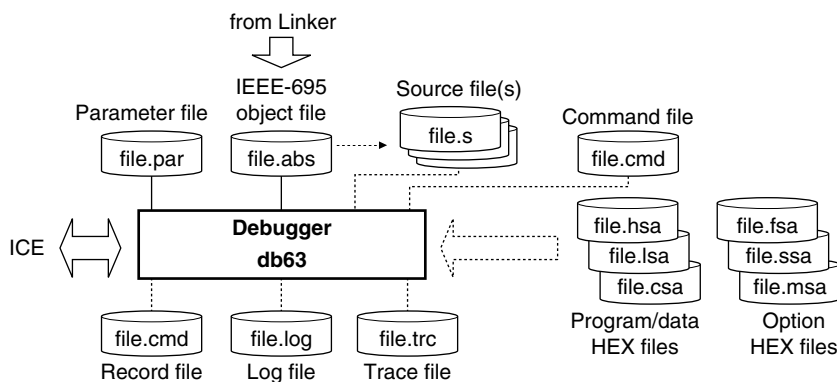 from Linker
IEEE-695
object file
Source file(s)
Parameter file
Command file
file.par
file.abs
file.s
file.cmd
ICE
Debugger
db63
file.hsa
file.lsa
file.csa
file.fsa
file.ssa
file.msa
Program/data
HEX files
Option
HEX files
file.cmd
file.log
file.trc
Record file
Log file
Trace file